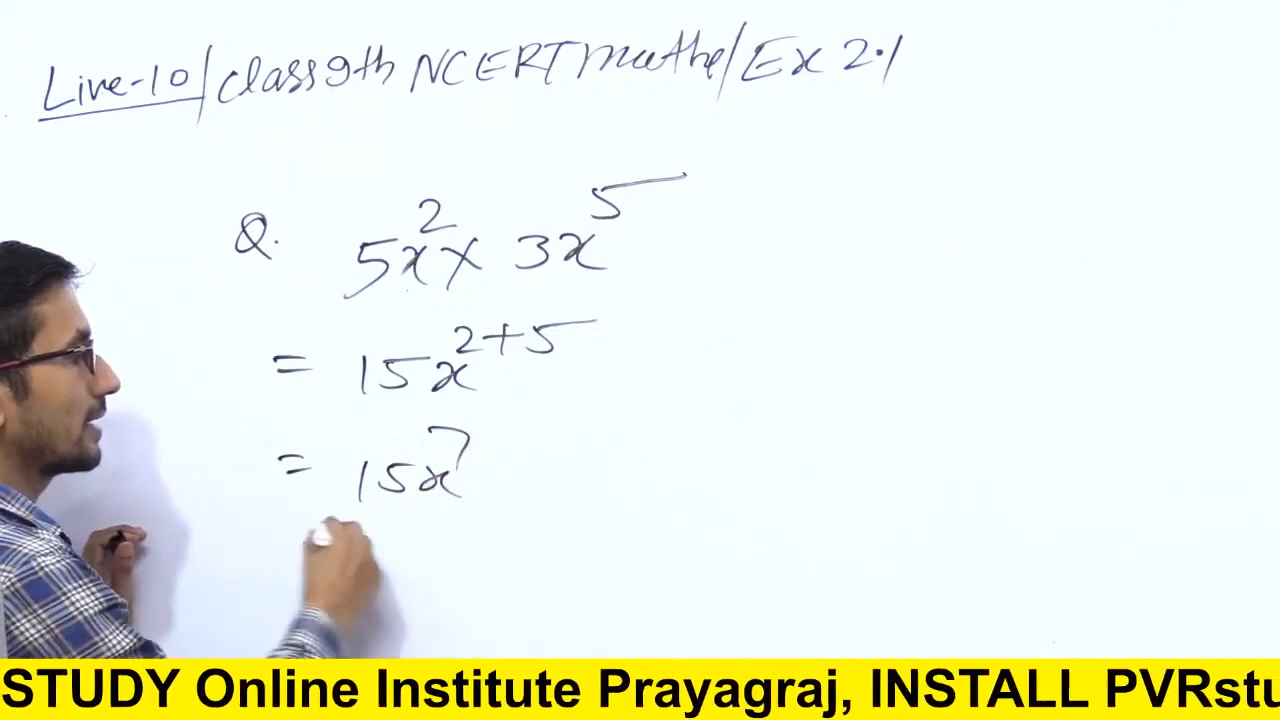 Live-10/class 9th NCERT maths/Ex 2.1
Q. 5x² × 3x⁵
= 15x²⁺⁵
= 15x⁷
STUDY Online Institute Prayagraj, INSTALL PVRstu